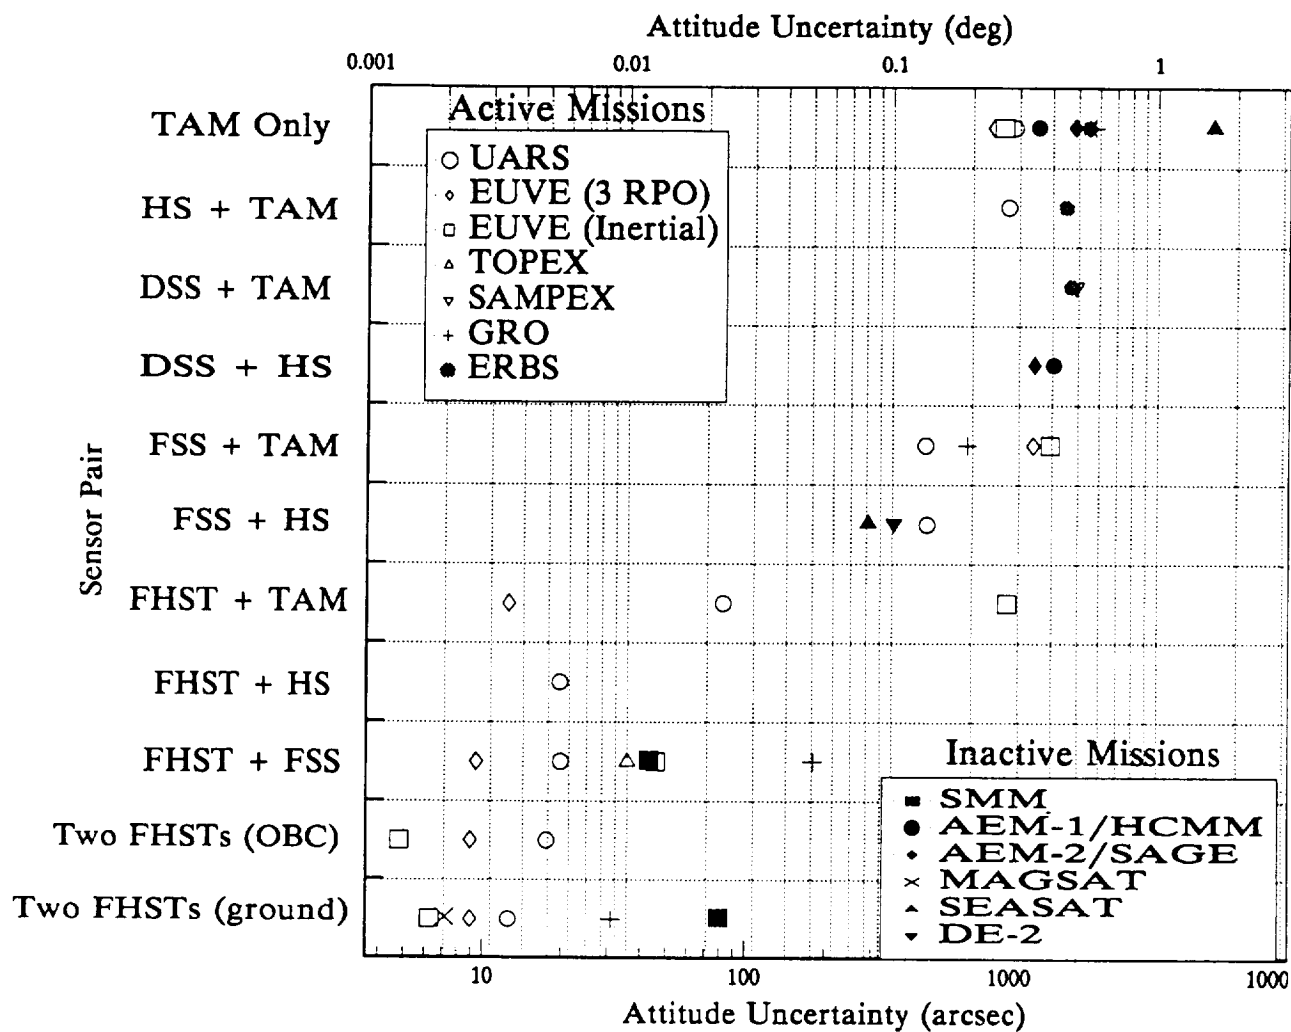 Attitude Uncertainty (deg)
0.001 0.01 0.1 1
TAM Only
HS + TAM
DSS + TAM
DSS + HS
FSS + TAM
FSS + HS
FHST + TAM
FHST + HS
FHST + FSS
Two FHSTs (OBC)
Two FHSTs (ground)
Sensor Pair
Active Missions
UARS
EUVE (3 RPO)
EUVE (Inertial)
TOPEX
SAMPEX
GRO
ERBS
Inactive Missions
SMM
AEM-1/HCMM
AEM-2/SAGE
MAGSAT
SEASAT
DE-2
10 100 1000 1000
Attitude Uncertainty (arcsec)